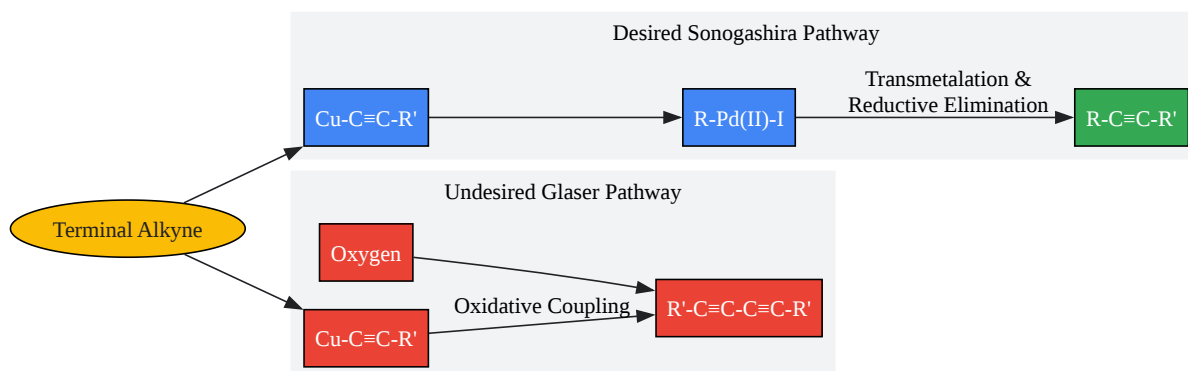 Desired Sonogashira Pathway
Transmetalation &
Reductive Elimination
Cu-C≡C-R'
R-Pd(II)-I
R-C≡C-R'
Undesired Glaser Pathway
Terminal Alkyne
Oxygen
Oxidative Coupling
R'-C≡C-C≡C-R'
Cu-C≡C-R'